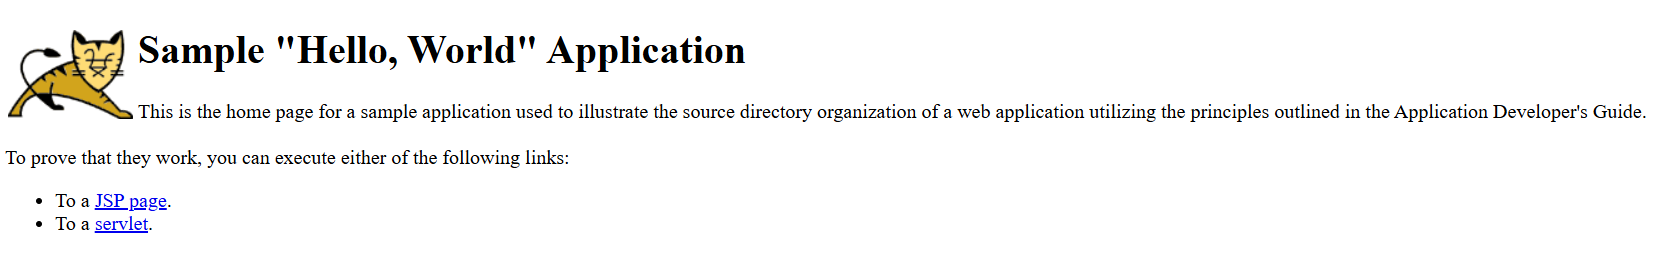 Sample "Hello, World" Application
This is the home page for a sample application used to illustrate the source directory organization of a web application utilizing the principles outlined in the Application Developer's Guide.
To prove that they work, you can execute either of the following links:
• To a JSP page.
• To a servlet.